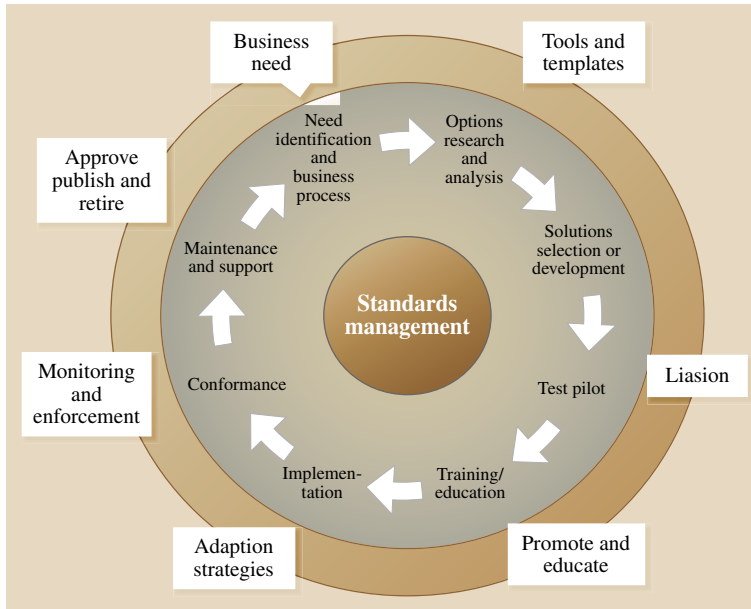 Business
need
Tools and
templates
Approve
publish and
retire
Need
identification
and
business
process
Options
research
and
analysis
Maintenance
and support
Solutions
selection or
development
Standards
management
Monitoring
and
enforcement
Conformance
Test pilot
Liasion
Implemen-
tation
Training/
education
Adaption
strategies
Promote and
educate